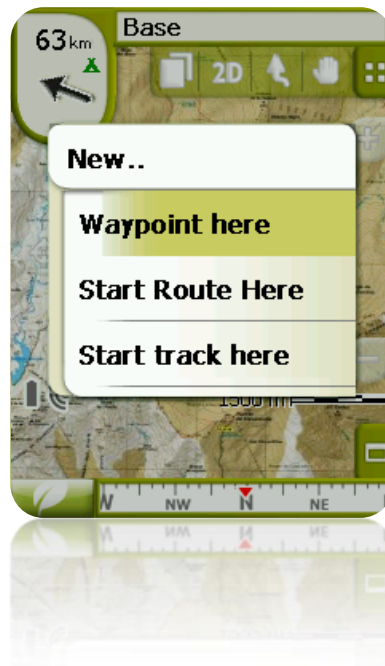 63km
Base
2D
New..
Waypoint here
Start Route Here
Start track here
W NW N NE